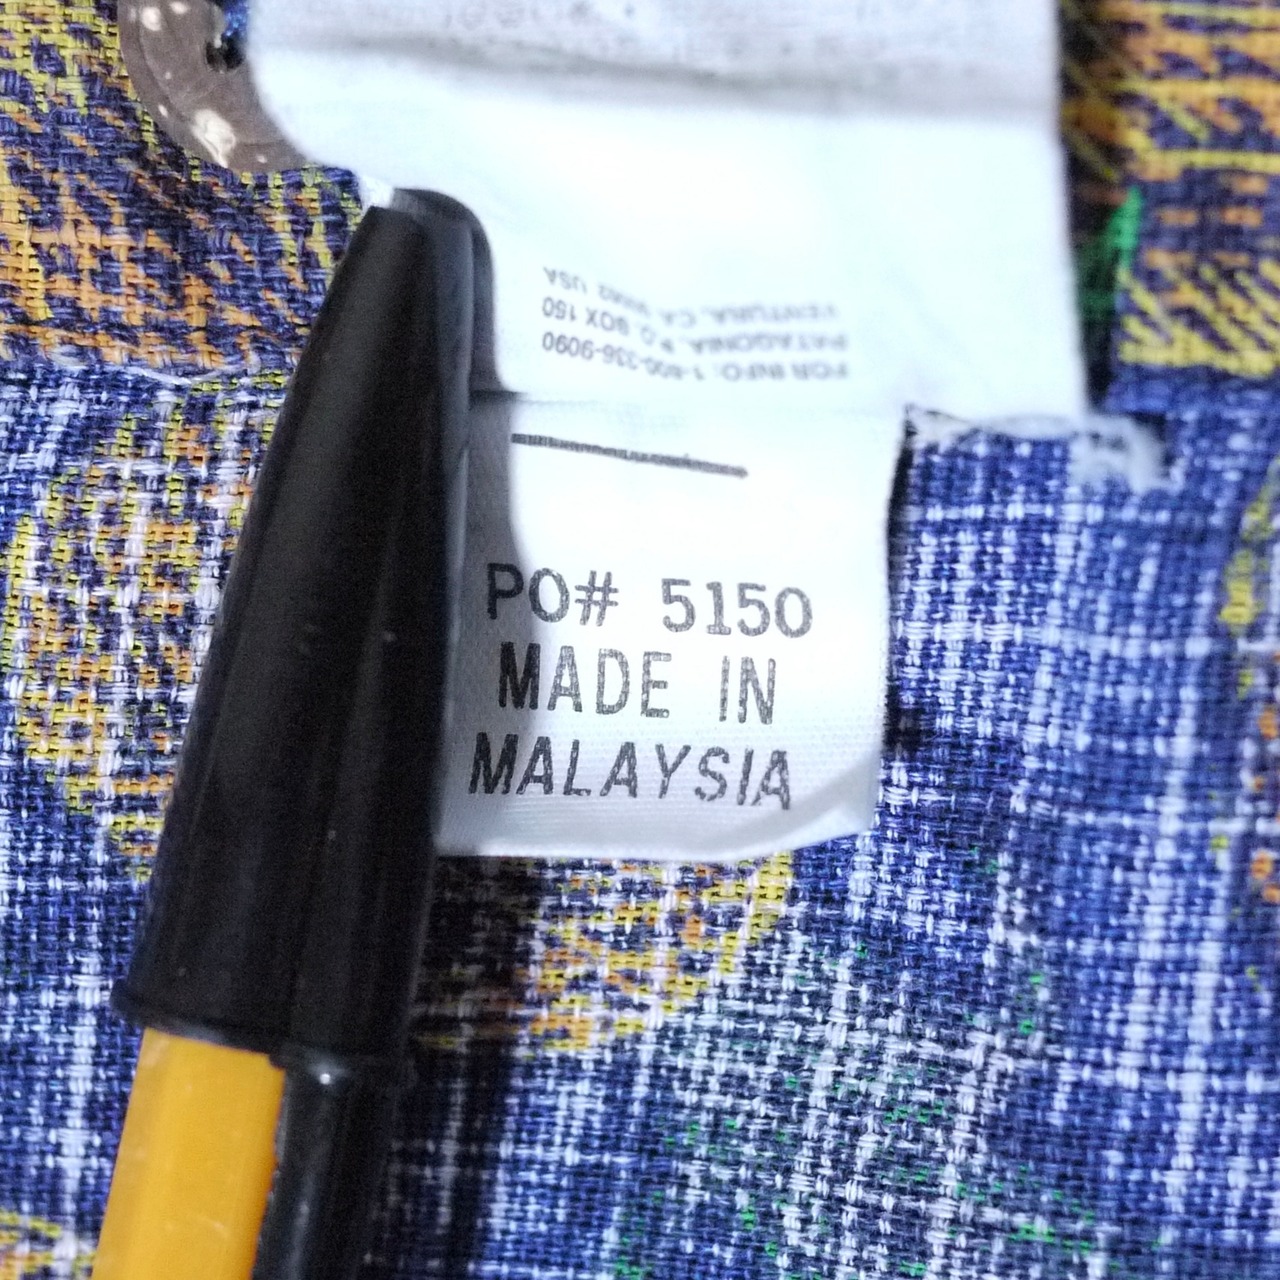 FOR INFO: 1-800-336-9090
PATAGONIA, P.O. BOX 150
VENTURA, CA 93002 USA
PO# 5150
MADE IN
MALAYSIA